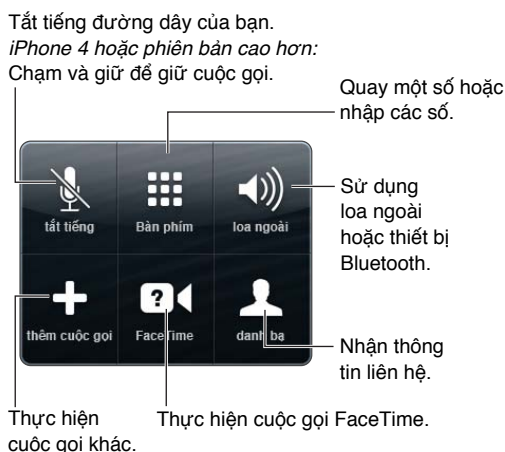 Tắt tiếng đường dây của bạn.
iPhone 4 hoặc phiên bản cao hơn:
Chạm và giữ để giữ cuộc gọi.
Quay một số hoặc
nhập các số.
tắt tiếng
Bàn phím
loa ngoài
Sử dụng
loa ngoài
hoặc thiết bị
Bluetooth.
thêm cuộc gọi
FaceTime
danh bạ
Nhận thông
tin liên hệ.
Thực hiện
cuộc gọi khác.
Thực hiện cuộc gọi FaceTime.